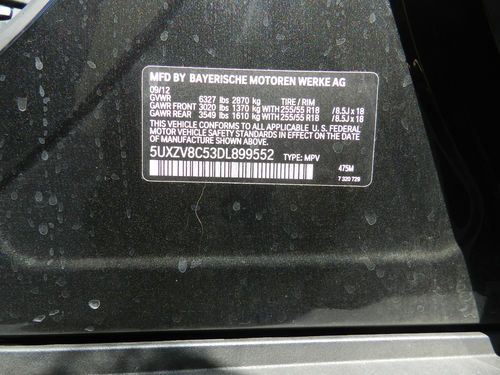 MFD BY BAYERISCHE MOTOREN WERKE AG
09/12
GVWR 6327 lbs 2870 kg TIRE / RIM
GAWR FRONT 3020 lbs 1370 kg WITH 255/55 R18 /8.5J x 18
GAWR REAR 3549 lbs 1610 kg WITH 255/55 R18 /8.5J x 18
THIS VEHICLE CONFORMS TO ALL APPLICABLE U.S. FEDERAL
MOTOR VEHICLE SAFETY STANDARDS IN EFFECT
ON THE DATE OF MANUFACTURE SHOWN ABOVE.
5UXZV8C53DL899552 TYPE: MPV 475M
7 320 729